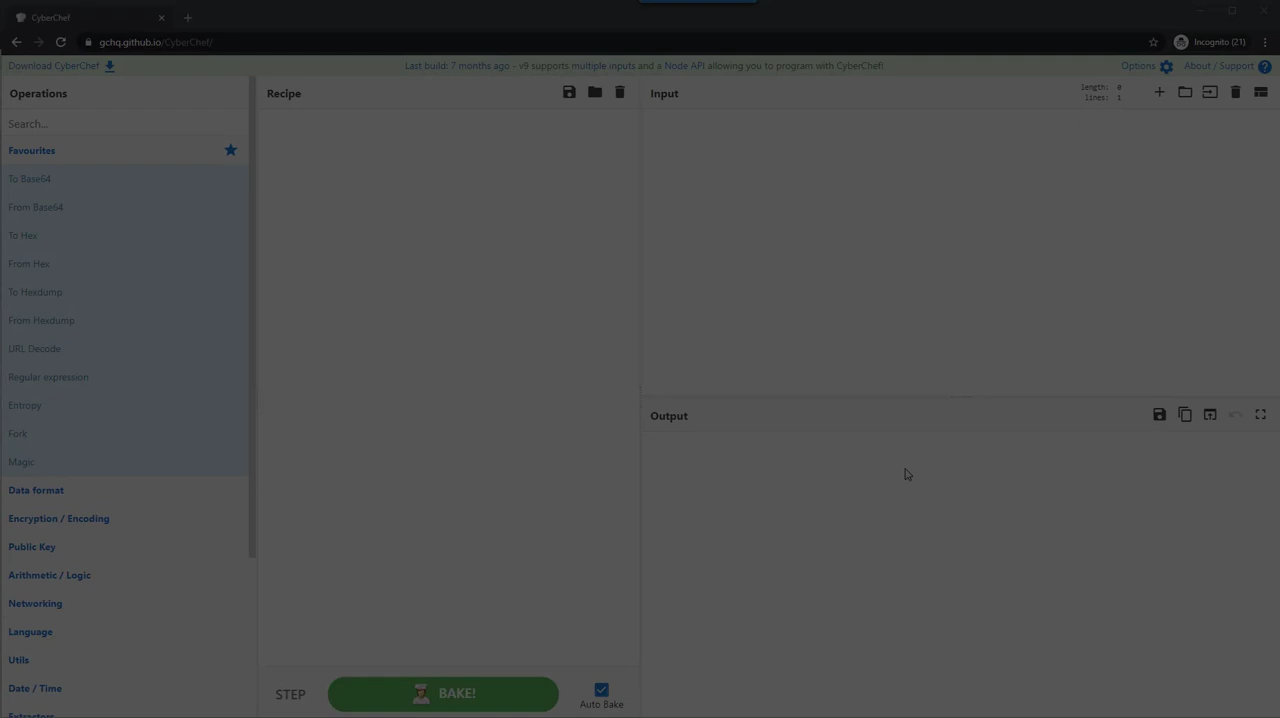 CyberChef
gchq.github.io/CyberChef/
Incognito (21)
Download CyberChef
Last build: 7 months ago - v9 supports multiple inputs and a Node API allowing you to program with CyberChef!
Options
About / Support
Operations
Recipe
Input
length: 0
lines: 1
Search...
Favourites
To Base64
From Base64
To Hex
From Hex
To Hexdump
From Hexdump
URL Decode
Regular expression
Entropy
Fork
Magic
Output
Data format
Encryption / Encoding
Public Key
Arithmetic / Logic
Networking
Language
Utils
Date / Time
Extractors
STEP
BAKE!
Auto Bake